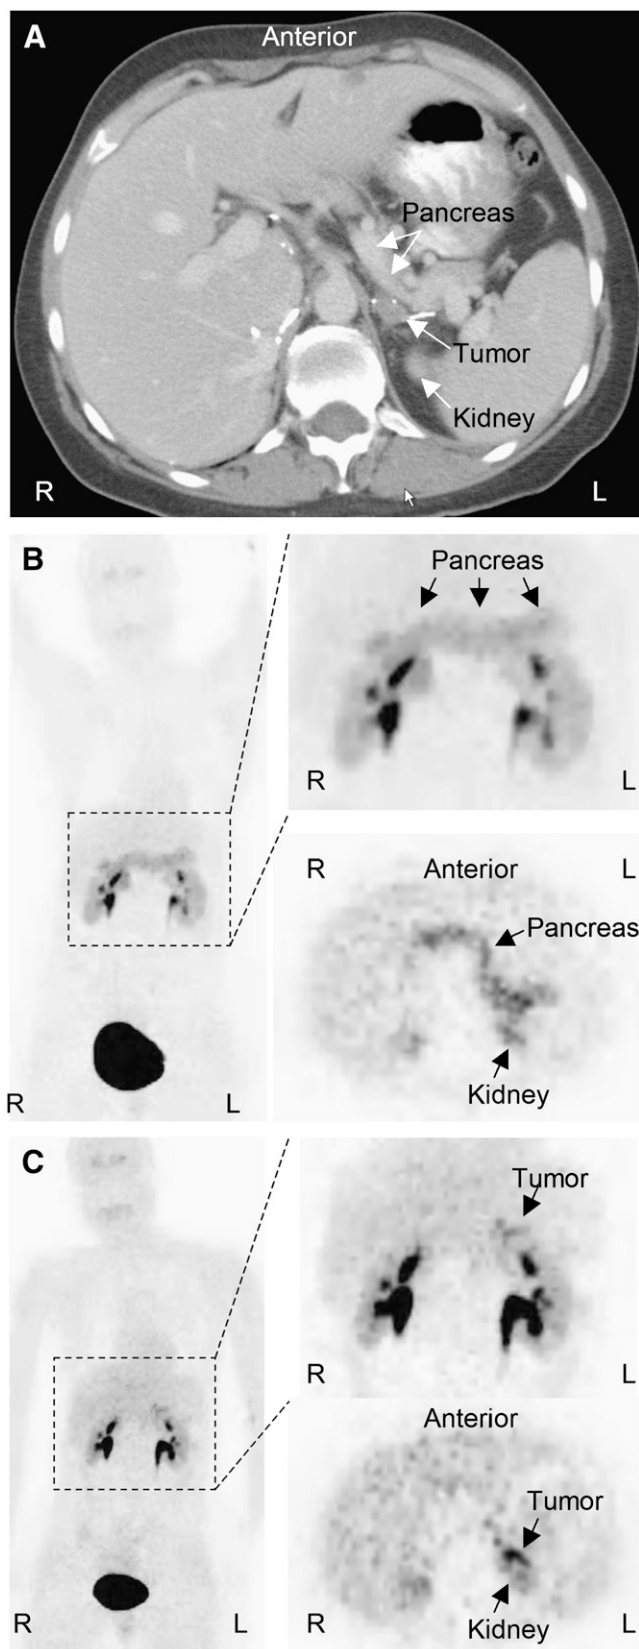 A
Anterior
Pancreas
Tumor
Kidney
R
L
B
Pancreas
R
L
R
Anterior
L
Pancreas
Kidney
R
L
C
Tumor
R
L
Anterior
Tumor
Kidney
R
L
R
L